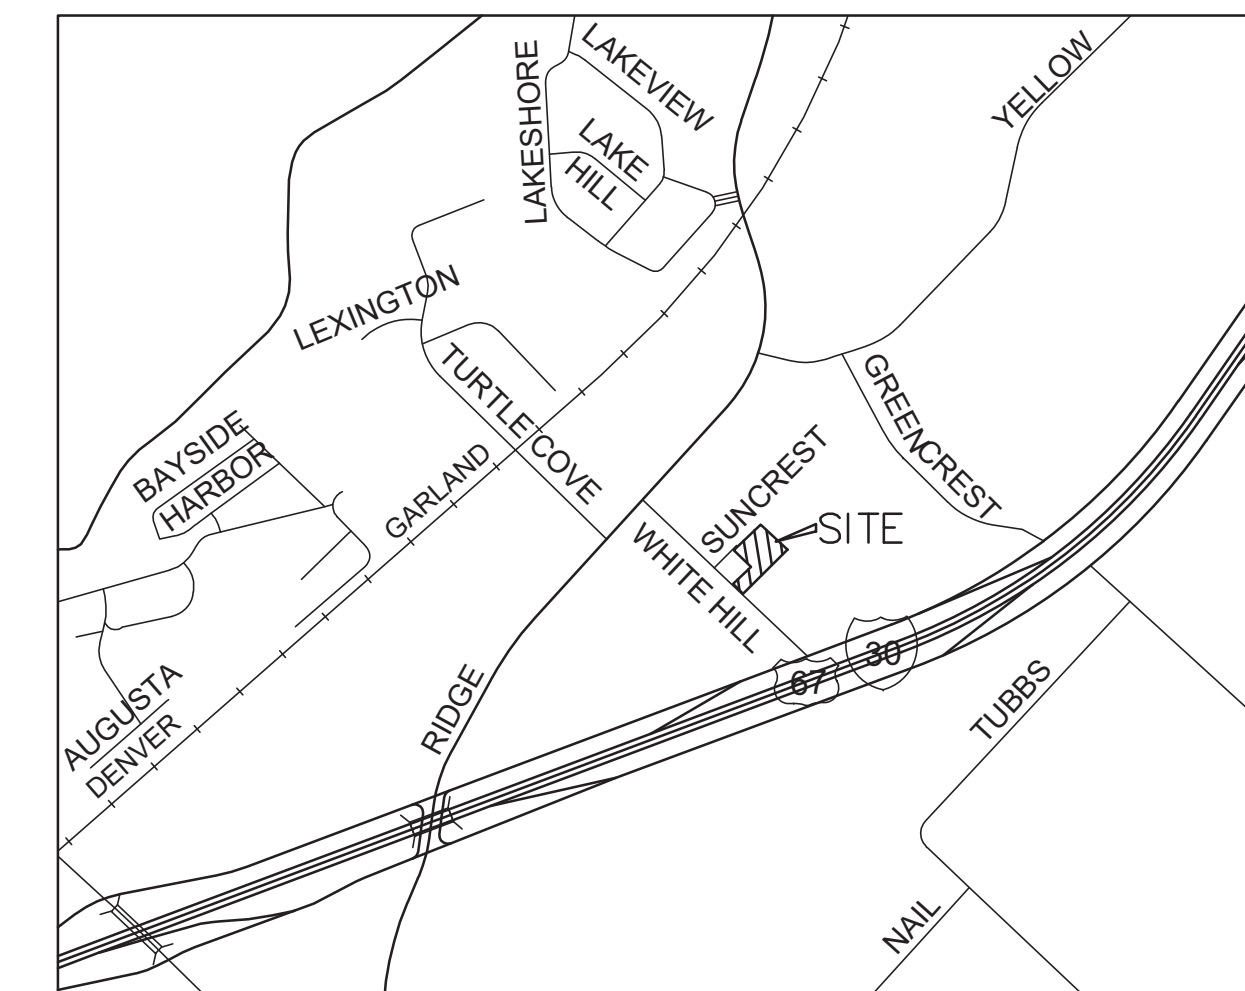 LAKEVIEW
LAKESHORE
YELLOW
LAKE
HILL
LEXINGTON
TURTLE COVE
GREENCREST
BAYSIDE
HARBOR
GARLAND
SUNCREST
SITE
WHITE HILL
30
67
RIDGE
TUBBS
AUGUSTA
DENVER
NAIL